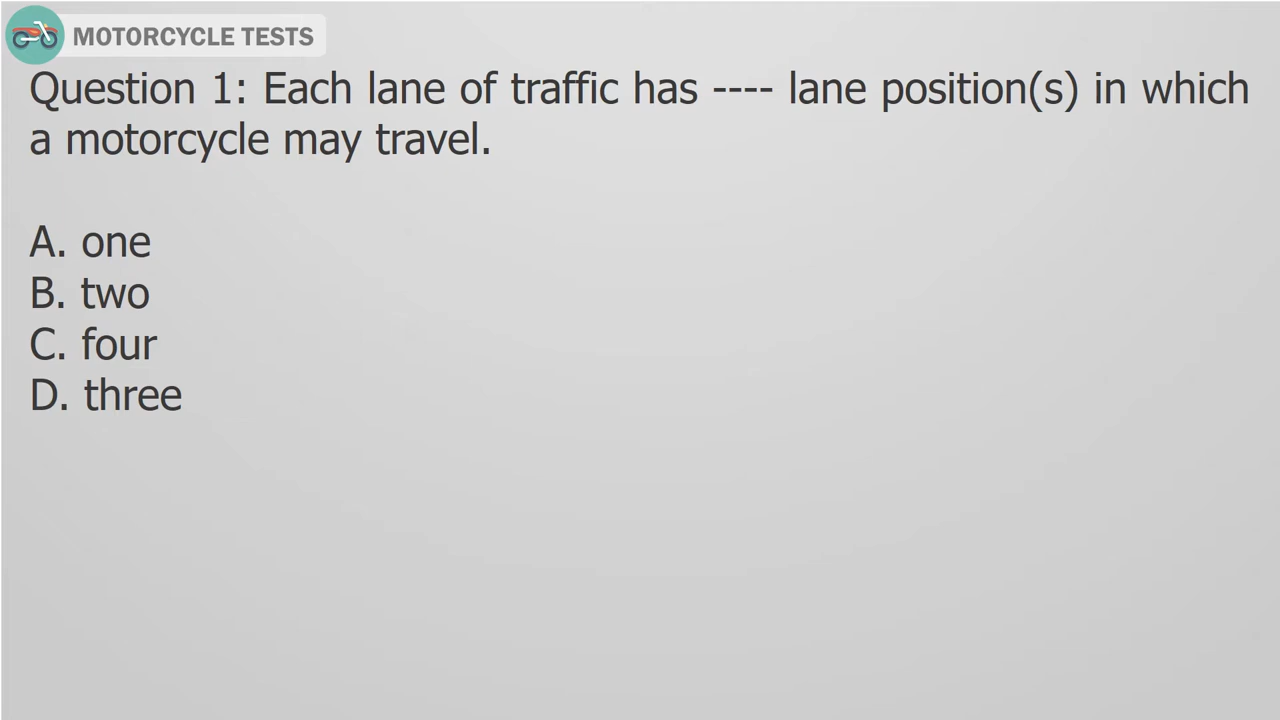 MOTORCYCLE TESTS
Question 1: Each lane of traffic has ---- lane position(s) in which
a motorcycle may travel.
A. one
B. two
C. four
D. three